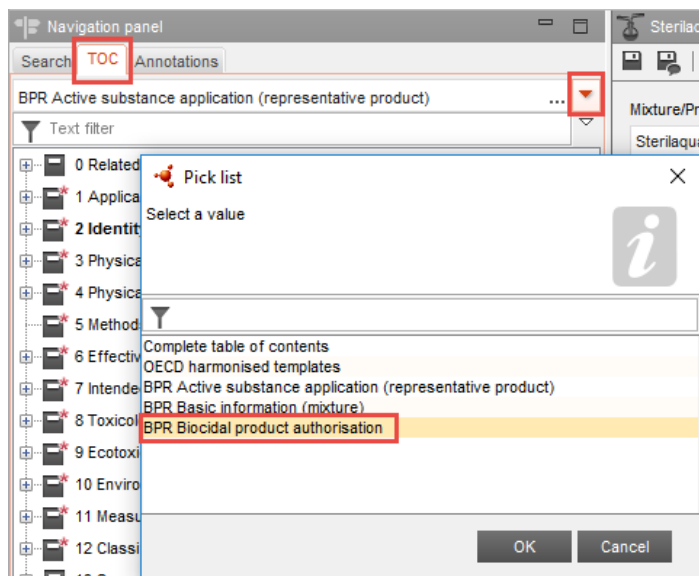 Navigation panel
Sterilaq
Search TOC Annotations
BPR Active substance application (representative product) ...
Mixture/Pr
Text filter
Sterilaqua
0 Related
1 Applica
2 Identit
3 Physica
4 Physica
5 Method
6 Effectiv
7 Intende
8 Toxicol
9 Ecotoxi
10 Enviro
11 Measu
12 Classi
Pick list
Select a value
Complete table of contents
OECD harmonised templates
BPR Active substance application (representative product)
BPR Basic information (mixture)
BPR Biocidal product authorisation
OK Cancel